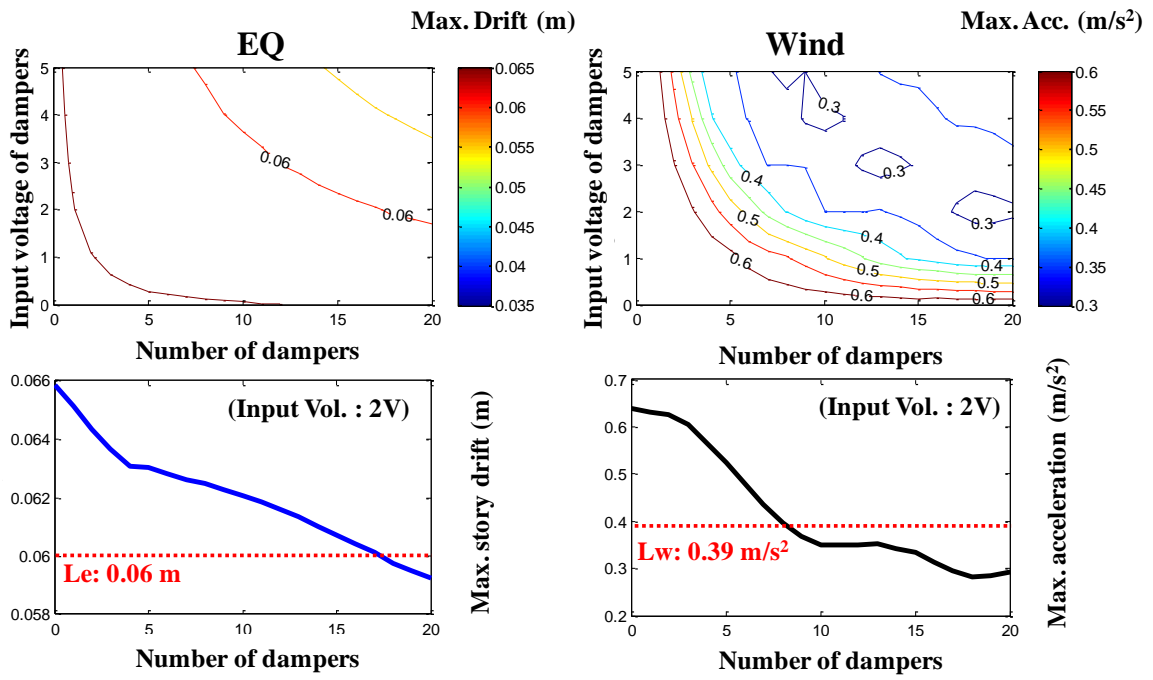 Max. Drift (m)
EQ
Input voltage of dampers
5
4
3
2
1
0
0.06
0.06
0 5 10 15 20
Number of dampers
0.065
0.06
0.055
0.05
0.045
0.04
0.035
Max. Acc. (m/s²)
Wind
Input voltage of dampers
5
4
3
2
1
0
0.3
0.3
0.3
0.4
0.4
0.4
0.5
0.5
0.5
0.6
0.6
0.6
0 5 10 15 20
Number of dampers
0.6
0.55
0.5
0.45
0.4
0.35
0.3
0.066
0.064
0.062
0.06
0.058
(Input Vol. : 2V)
Le: 0.06 m
0 5 10 15 20
Number of dampers
Max. story drift (m)
0.7
0.6
0.5
0.4
0.3
0.2
(Input Vol. : 2V)
Lw: 0.39 m/s²
0 5 10 15 20
Number of dampers
Max. acceleration (m/s²)